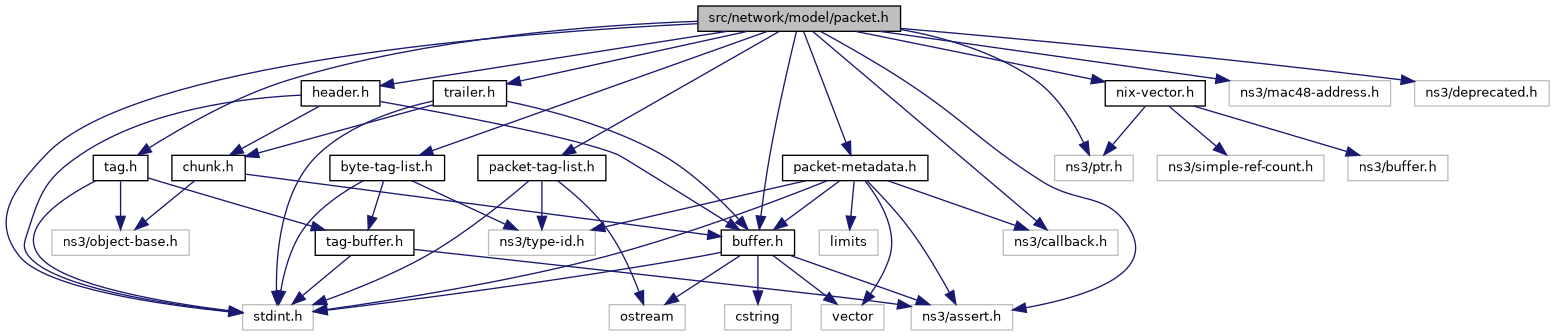 src/network/model/packet.h
header.h
trailer.h
nix-vector.h
ns3/mac48-address.h
ns3/deprecated.h
tag.h
chunk.h
byte-tag-list.h
packet-tag-list.h
packet-metadata.h
ns3/ptr.h
ns3/simple-ref-count.h
ns3/buffer.h
ns3/object-base.h
tag-buffer.h
ns3/type-id.h
buffer.h
limits
ns3/callback.h
stdint.h
ostream
cstring
vector
ns3/assert.h